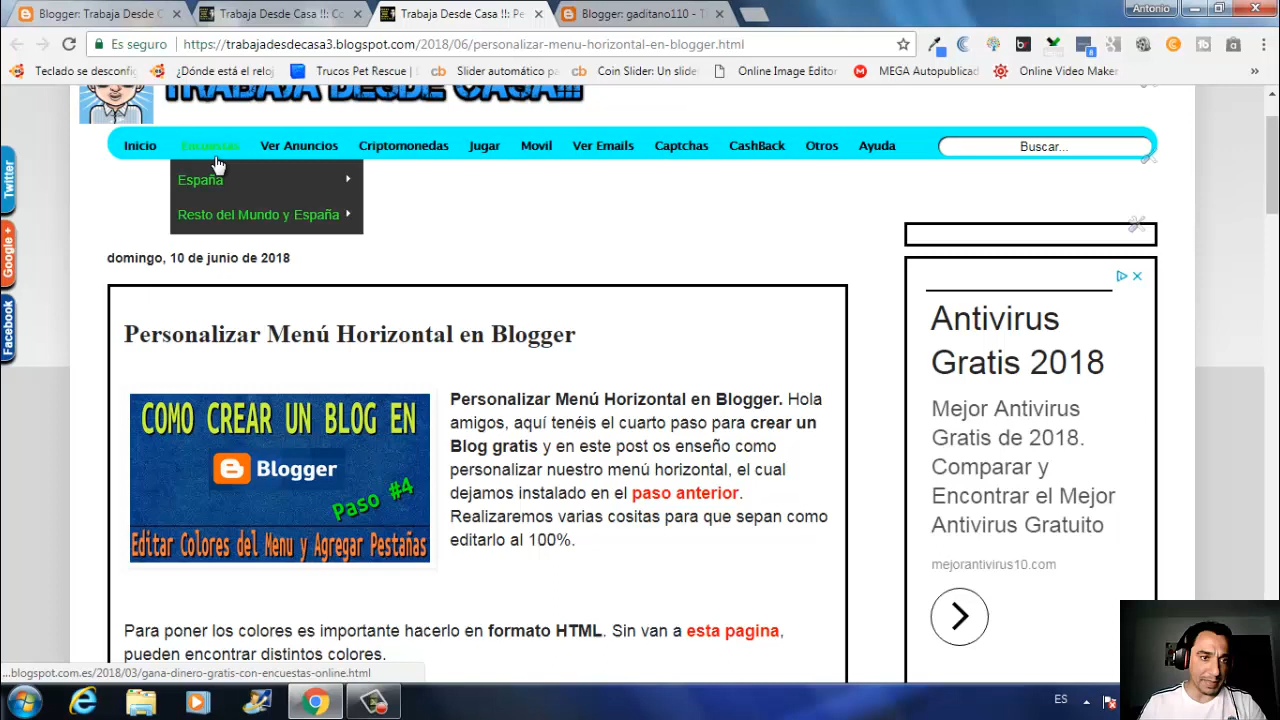 Blogger: Trabaja Desde C
Trabaja Desde Casa !!!: Co
Trabaja Desde Casa !!!: Pe
Blogger: gaditano110 - T
Antonio
Es seguro
https://trabajadesdecasa3.blogspot.com/2018/06/personalizar-menu-horizontal-en-blogger.html
Teclado se desconfig
¿Dónde está el reloj
Trucos Pet Rescue
Slider automático pa
Coin Slider: Un slide
Online Image Editor
MEGA Autopublicad
Online Video Maker
TRABAJA DESDE CASA!!!
Inicio
Encuestas
Ver Anuncios
Criptomonedas
Jugar
Movil
Ver Emails
Captchas
CashBack
Otros
Ayuda
Buscar...
España
Resto del Mundo y España
Twitter
Google +
Facebook
domingo, 10 de junio de 2018
Personalizar Menú Horizontal en Blogger
COMO CREAR UN BLOG EN
Blogger
Paso #4
Editar Colores del Menu y Agregar Pestañas
Personalizar Menú Horizontal en Blogger. Hola
amigos, aquí tenéis el cuarto paso para crear un
Blog gratis y en este post os enseño como
personalizar nuestro menú horizontal, el cual
dejamos instalado en el paso anterior.
Realizaremos varias cositas para que sepan como
editarlo al 100%.
Para poner los colores es importante hacerlo en formato HTML. Sin van a esta pagina,
pueden encontrar distintos colores.
Antivirus
Gratis 2018
Mejor Antivirus
Gratis de 2018.
Comparar y
Encontrar el Mejor
Antivirus Gratuito
mejorantivirus10.com
...blogspot.com.es/2018/03/gana-dinero-gratis-con-encuestas-online.html
ES